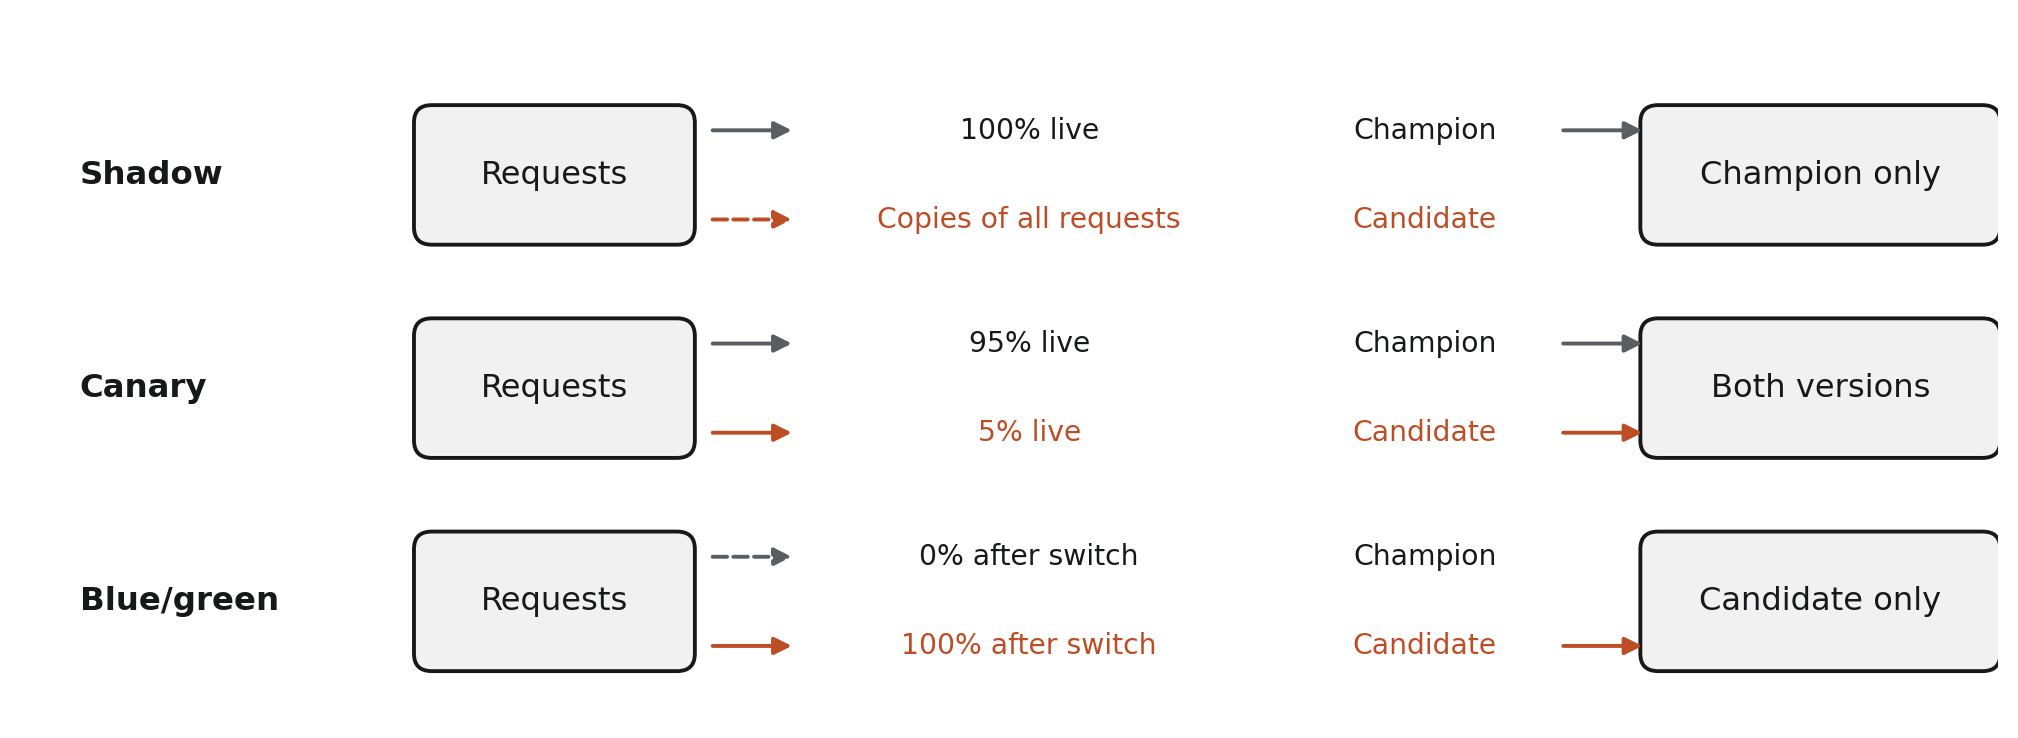 Shadow
Requests
100% live
Champion
Copies of all requests
Candidate
Champion only
Canary
Requests
95% live
Champion
5% live
Candidate
Both versions
Blue/green
Requests
0% after switch
Champion
100% after switch
Candidate
Candidate only